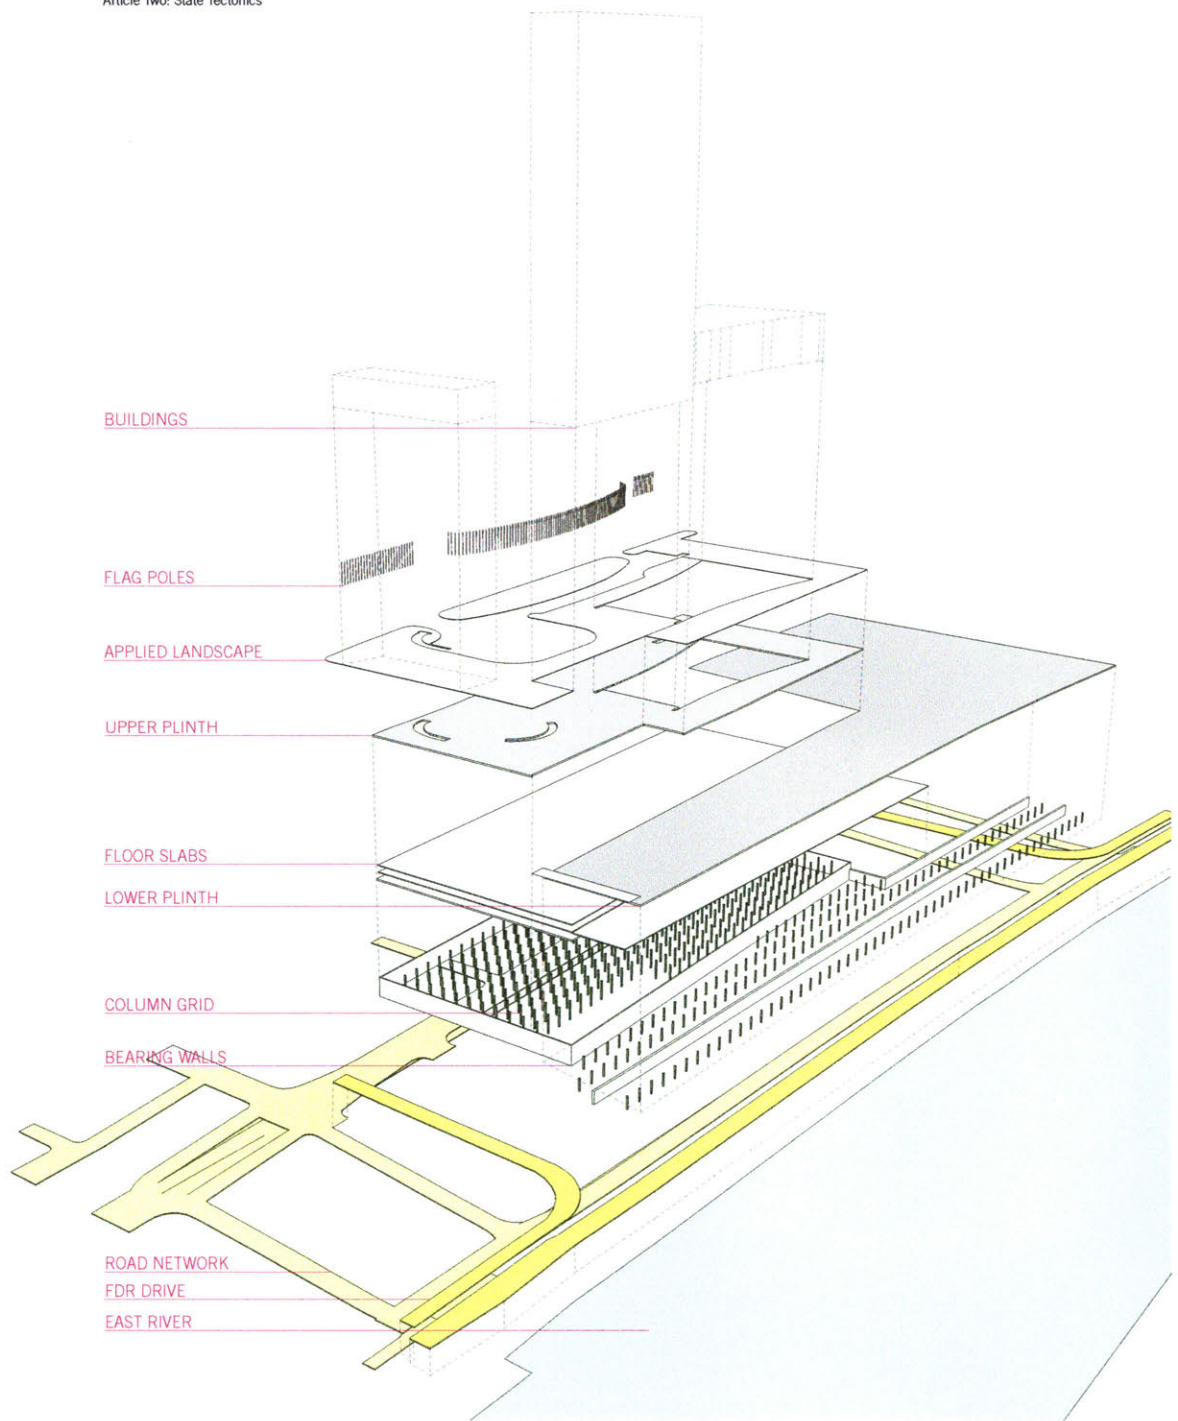 Article Two: State Tectonics
BUILDINGS
FLAG POLES
APPLIED LANDSCAPE
UPPER PLINTH
FLOOR SLABS
LOWER PLINTH
COLUMN GRID
BEARING WALLS
ROAD NETWORK
FDR DRIVE
EAST RIVER